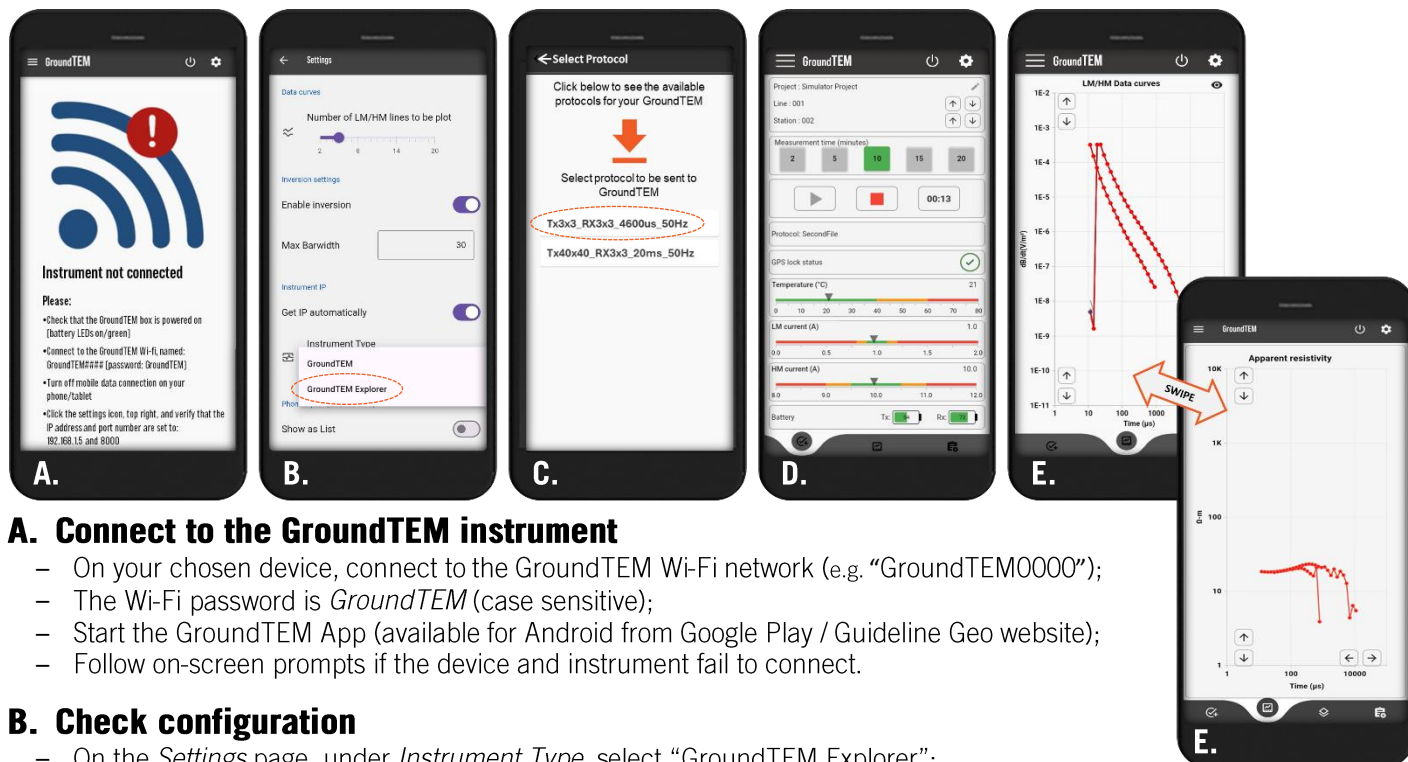 GroundTEM
Instrument not connected
Please:
•Check that the GroundTEM box is powered on
[battery LEDs on/green]
•Connect to the GroundTEM Wi-fi, named:
GroundTEM#### [password: GroundTEM]
•Turn off mobile data connection on your
phone/tablet
•Click the settings icon, top right, and verify that the
IP address and port number are set to:
192.168.1.5 and 8000
A.
Settings
Data curves
Number of LM/HM lines to be plot
2 8 14 20
Inversion settings
Enable inversion
Max Barwidth 30
Instrument IP
Get IP automatically
Instrument Type
GroundTEM
GroundTEM Explorer
Show as List
B.
Select Protocol
Click below to see the available
protocols for your GroundTEM
Select protocol to be sent to
GroundTEM
Tx3x3_RX3x3_4600us_50Hz
Tx40x40_RX3x3_20ms_50Hz
C.
GroundTEM
Project : Simulator Project
Line : 001
Station : 002
Measurement time (minutes)
2 5 10 15 20
00:13
Protocol: SecondFile
GPS lock status
Temperature (°C) 21
0 10 20 30 40 50 60 70 80
LM current (A) 1.0
0.0 0.5 1.0 1.5 2.0
HM current (A) 10.0
8.0 9.0 10.0 11.0 12.0
Battery Tx: Rx:
D.
GroundTEM
LM/HM Data curves
1E-2
1E-3
1E-4
1E-5
1E-6
1E-7
1E-8
1E-9
1E-10
1E-11
dB/dt(V/m²)
1 10 100 1000
Time (µs)
E.
SWIPE
GroundTEM
Apparent resistivity
10K
1K
100
10
1
Ω-m
1 100 10000
Time (µs)
E.
A. Connect to the GroundTEM instrument
– On your chosen device, connect to the GroundTEM Wi-Fi network (e.g. “GroundTEM0000”);
– The Wi-Fi password is GroundTEM (case sensitive);
– Start the GroundTEM App (available for Android from Google Play / Guideline Geo website);
– Follow on-screen prompts if the device and instrument fail to connect.
B. Check configuration
– On the Settings page, under Instrument Type, select “GroundTEM Explorer”;